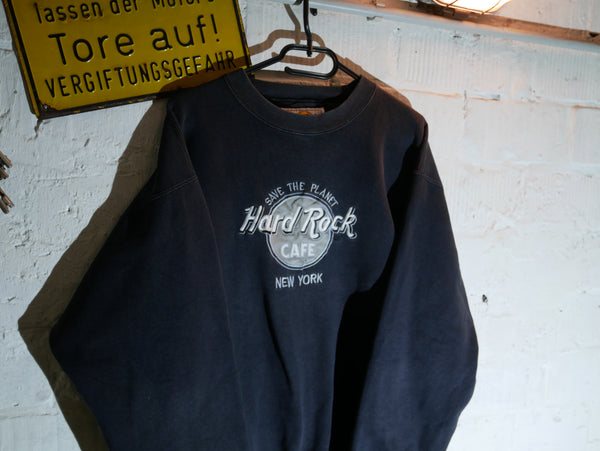 lassen der Motore
Tore auf!
VERGIFTUNGSGEFAHR
SAVE THE PLANET
Hard Rock
CAFE
NEW YORK